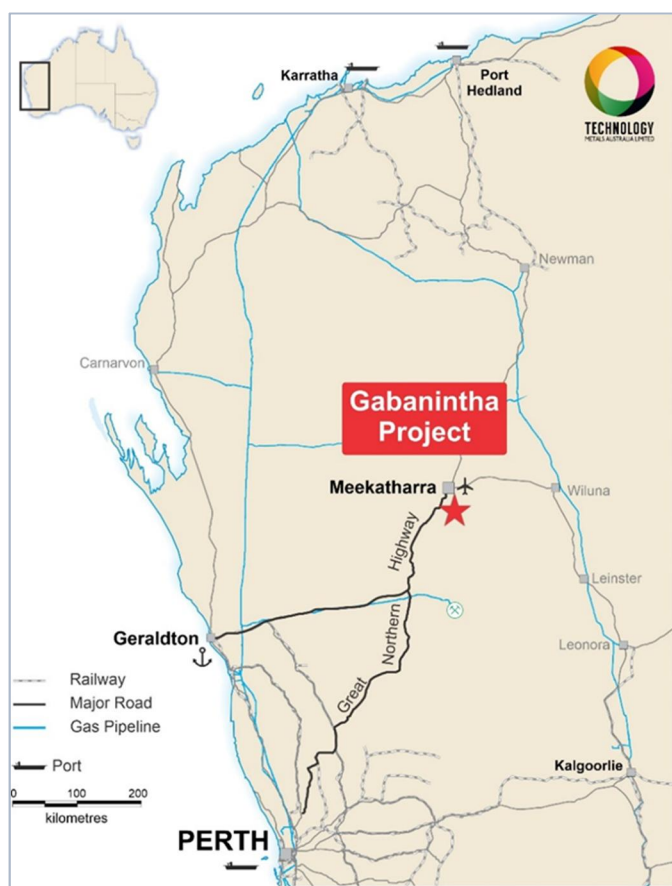 Karratha
Port
Hedland
TECHNOLOGY
METALS AUSTRALIA LIMITED
Newman
Carnarvon
Gabanintha
Project
Meekatharra
Wiluna
Highway
Leinster
Northern
Geraldton
Leonora
Great
Railway
Major Road
Gas Pipeline
Kalgoorlie
Port
0 100 200
kilometres
PERTH